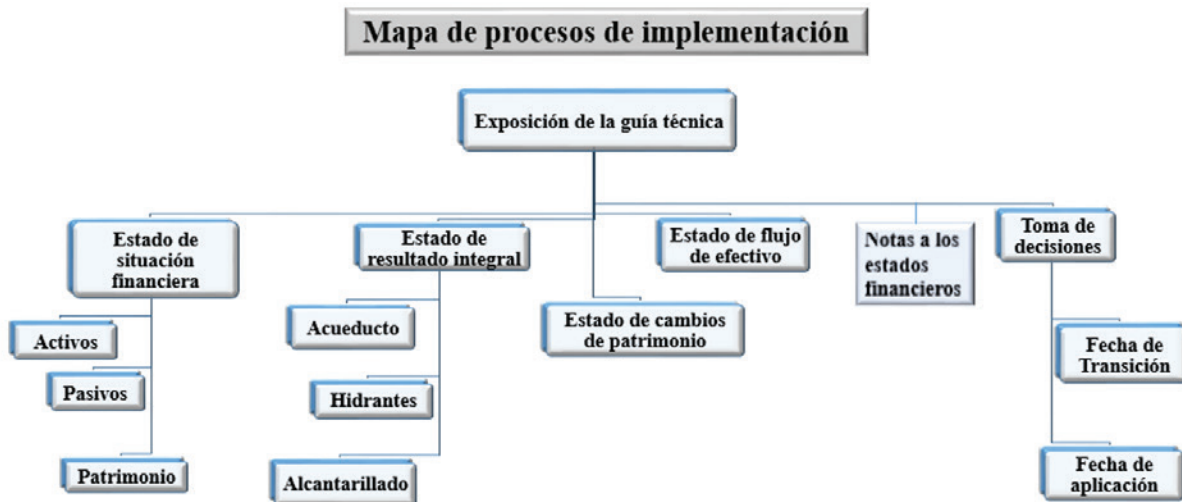 Mapa de procesos de implementación
Exposición de la guía técnica
Estado de
situación
financiera
Activos
Pasivos
Patrimonio
Estado de
resultado integral
Acueducto
Hidrantes
Alcantarillado
Estado de cambios
de patrimonio
Estado de flujo
de efectivo
Notas a los
estados
financieros
Toma de
decisiones
Fecha de
Transición
Fecha de
aplicación